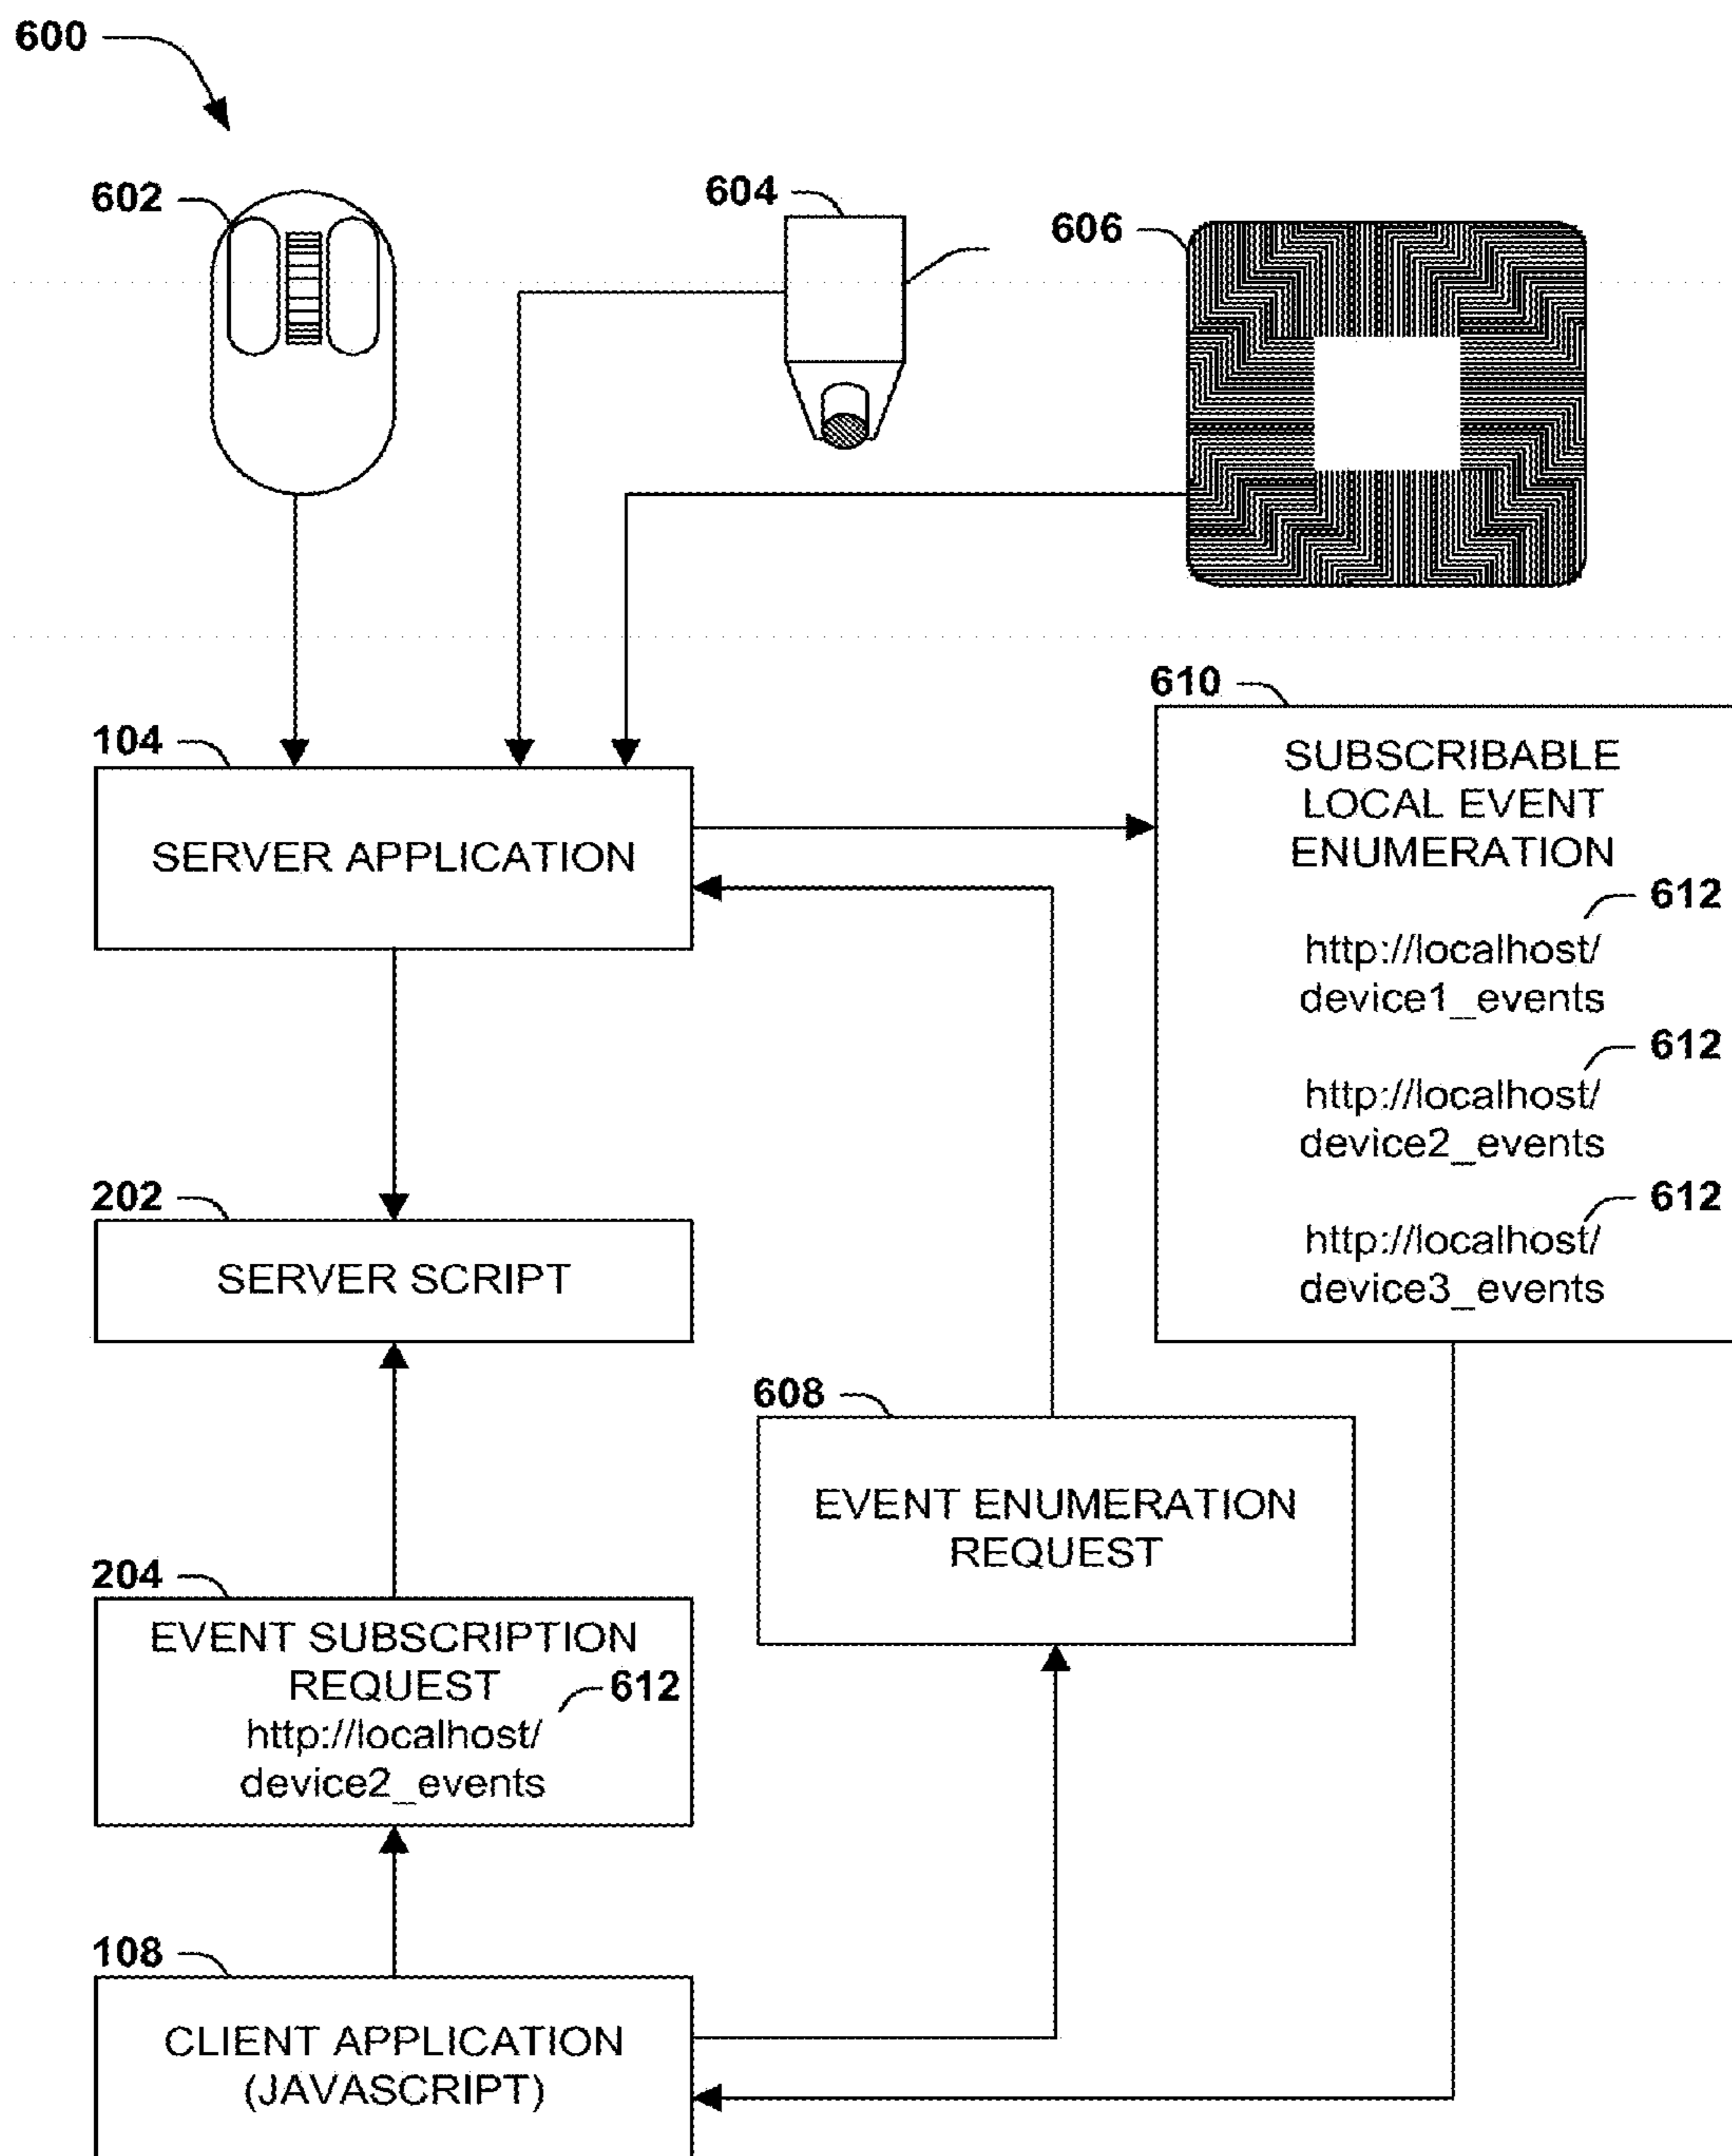 600
602
604
606
104
SERVER APPLICATION
610
SUBSCRIBABLE
LOCAL EVENT
ENUMERATION
612
http://localhost/
device1_events
612
http://localhost/
device2_events
612
http://localhost/
device3_events
202
SERVER SCRIPT
608
EVENT ENUMERATION
REQUEST
204
EVENT SUBSCRIPTION
REQUEST
612
http://localhost/
device2_events
108
CLIENT APPLICATION
(JAVASCRIPT)